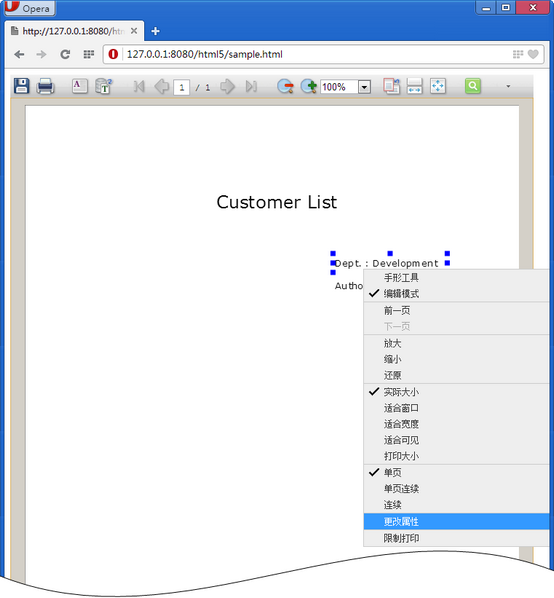 Opera
http://127.0.0.1:8080/htm
127.0.0.1:8080/html5/sample.html
1 / 1
100%
Customer List
Dept. : Development
Autho
手形工具
编辑模式
前一页
下一页
放大
缩小
还原
实际大小
适合窗口
适合宽度
适合可见
打印大小
单页
单页连续
连续
更改属性
限制打印